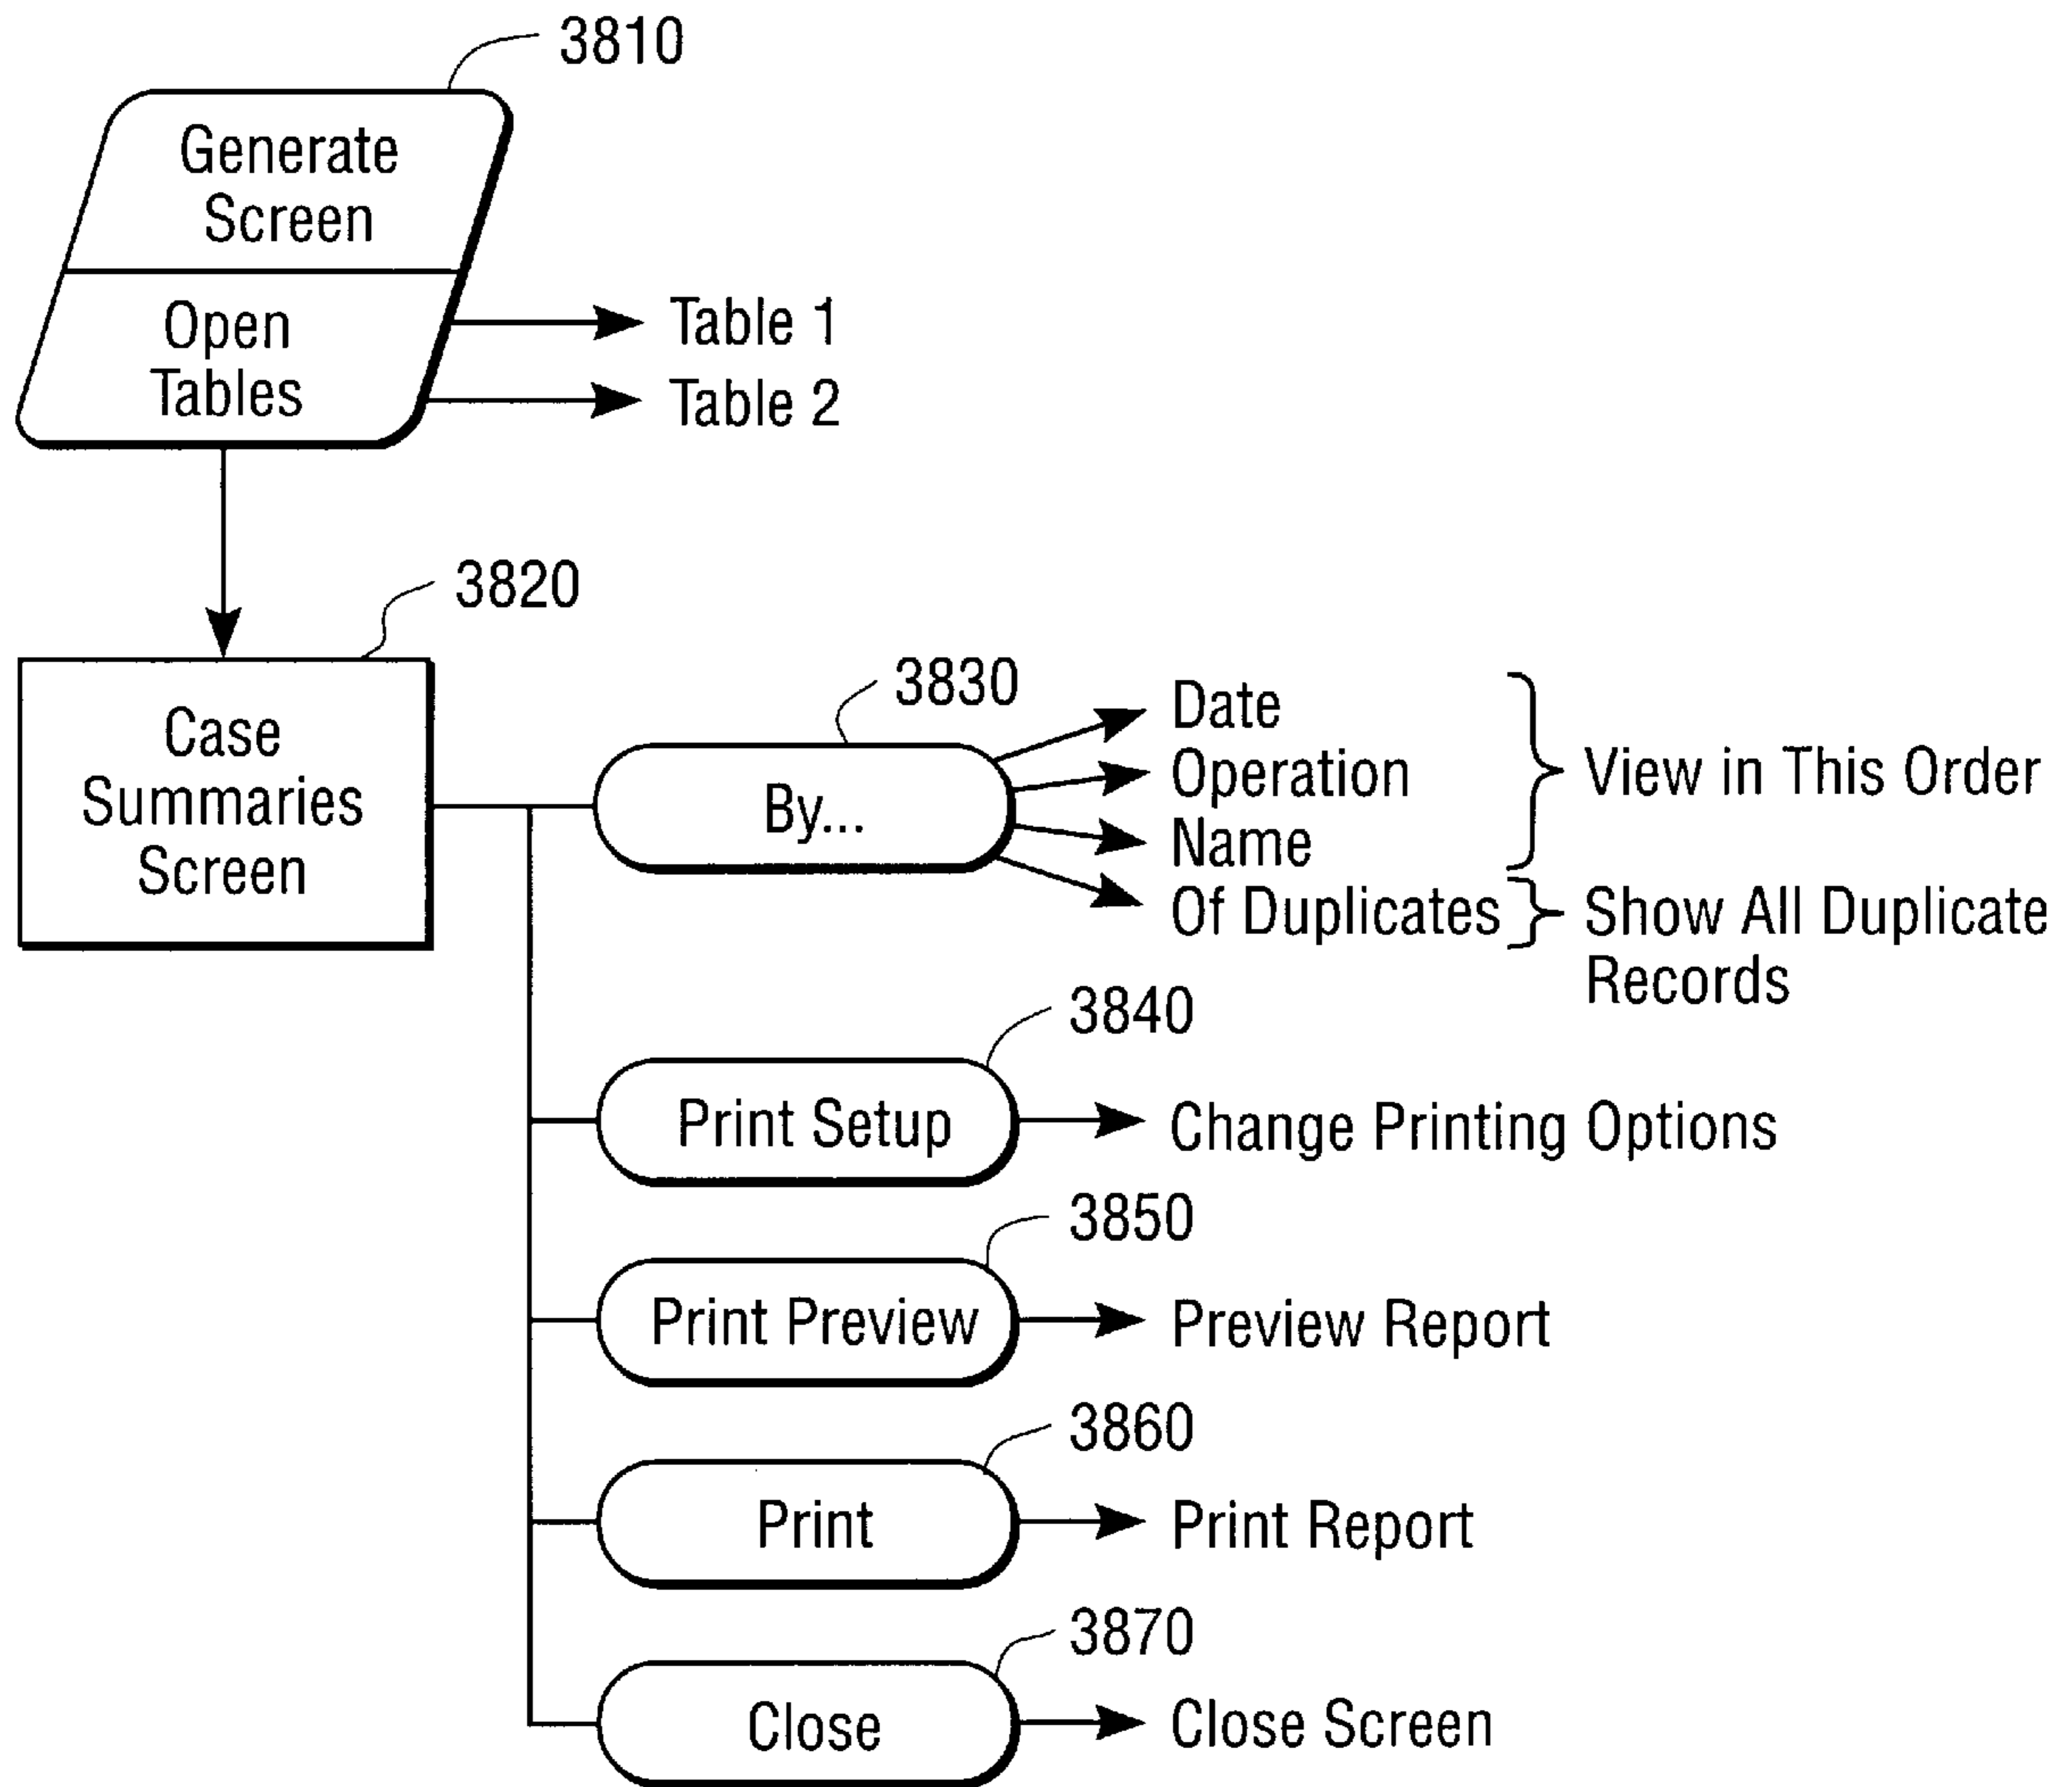 3810
Generate
Screen
Open
Tables
Table 1
Table 2
3820
Case
Summaries
Screen
3830
By...
Date
Operation
Name
Of Duplicates
View in This Order
Show All Duplicate
Records
3840
Print Setup
Change Printing Options
3850
Print Preview
Preview Report
3860
Print
Print Report
3870
Close
Close Screen